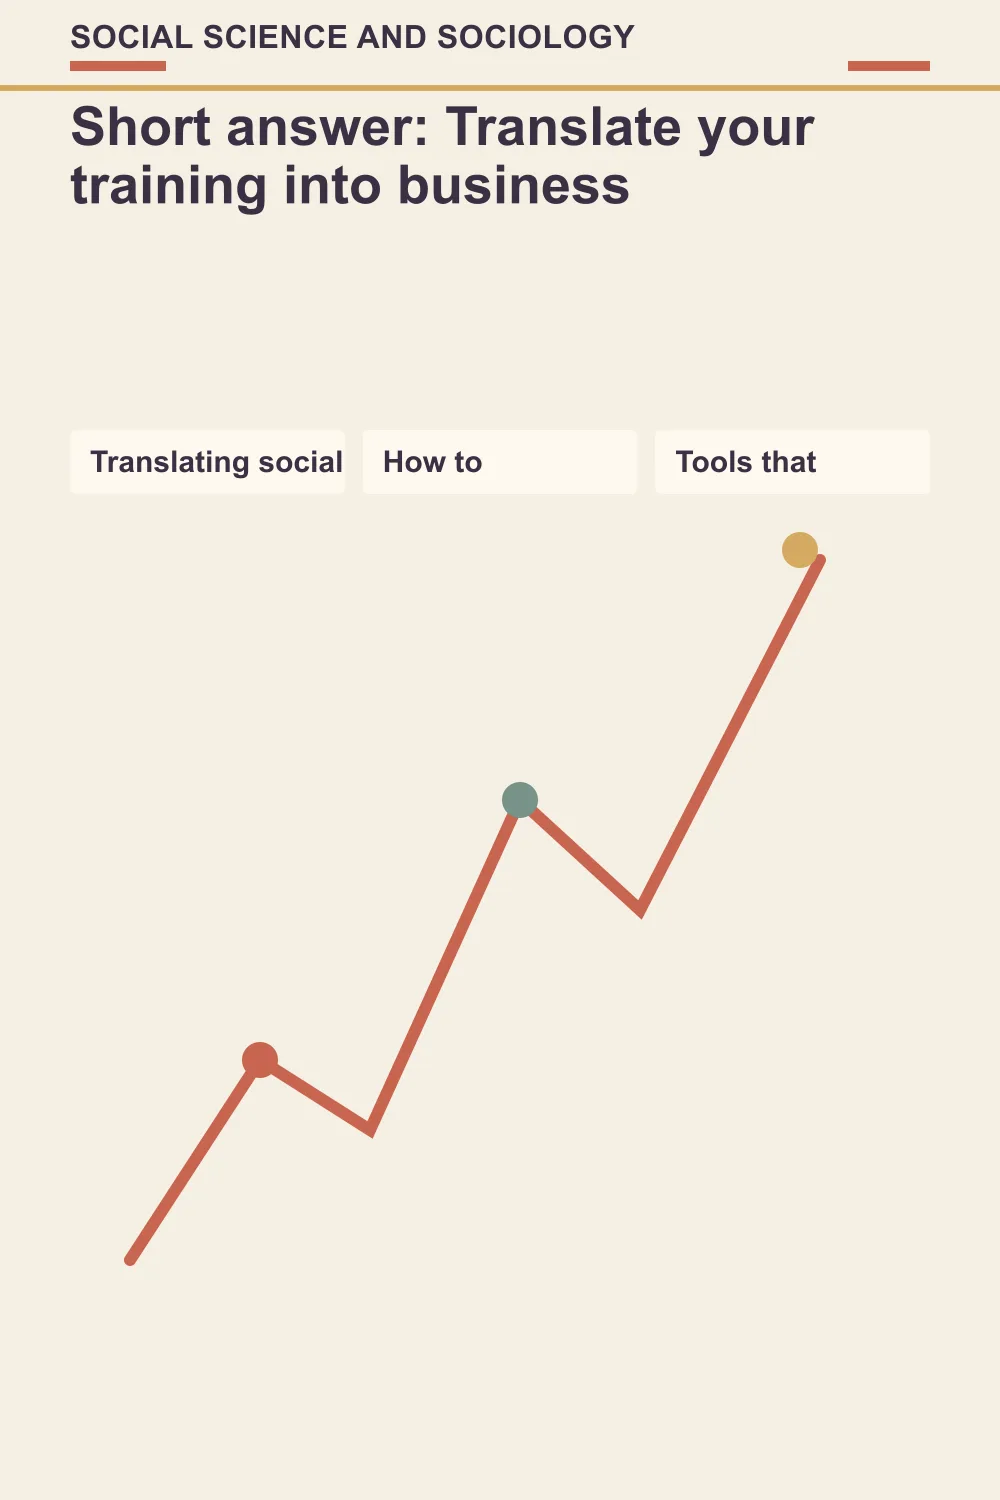 SOCIAL SCIENCE AND SOCIOLOGY
Short answer: Translate your
training into business
Translating social
How to
Tools that